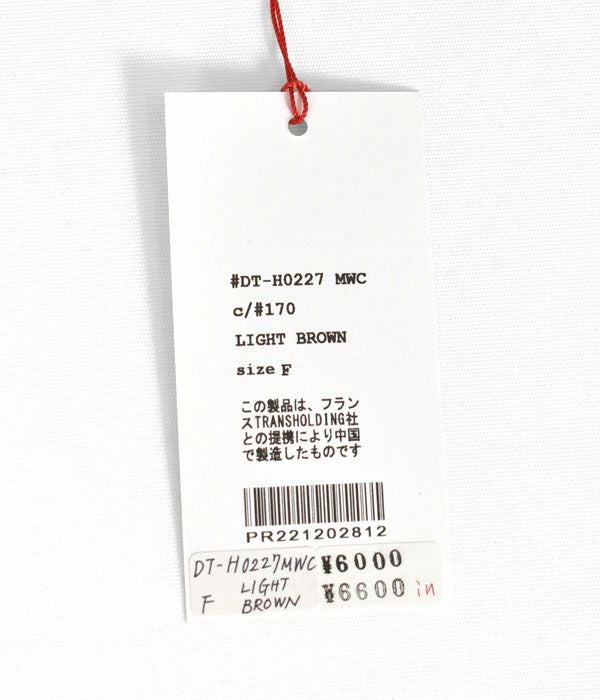 #DT-H0227 MWC
c/#170
LIGHT BROWN
size F
この製品は、フラン
スTRANSHOLDING社
との提携により中国
で製造したものです
PR221202812
DT-H0227MWC ¥6000
F LIGHT BROWN ¥6600 in